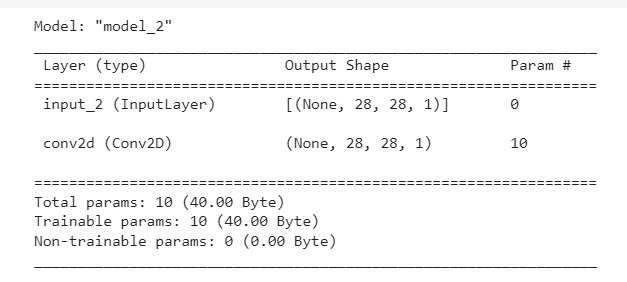 Model: "model_2"
Layer (type) Output Shape Param #
input_2 (InputLayer) [(None, 28, 28, 1)] 0
conv2d (Conv2D) (None, 28, 28, 1) 10
Total params: 10 (40.00 Byte)
Trainable params: 10 (40.00 Byte)
Non-trainable params: 0 (0.00 Byte)